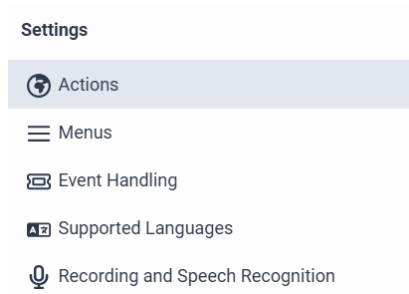 Settings
Actions
Menus
Event Handling
Supported Languages
Recording and Speech Recognition